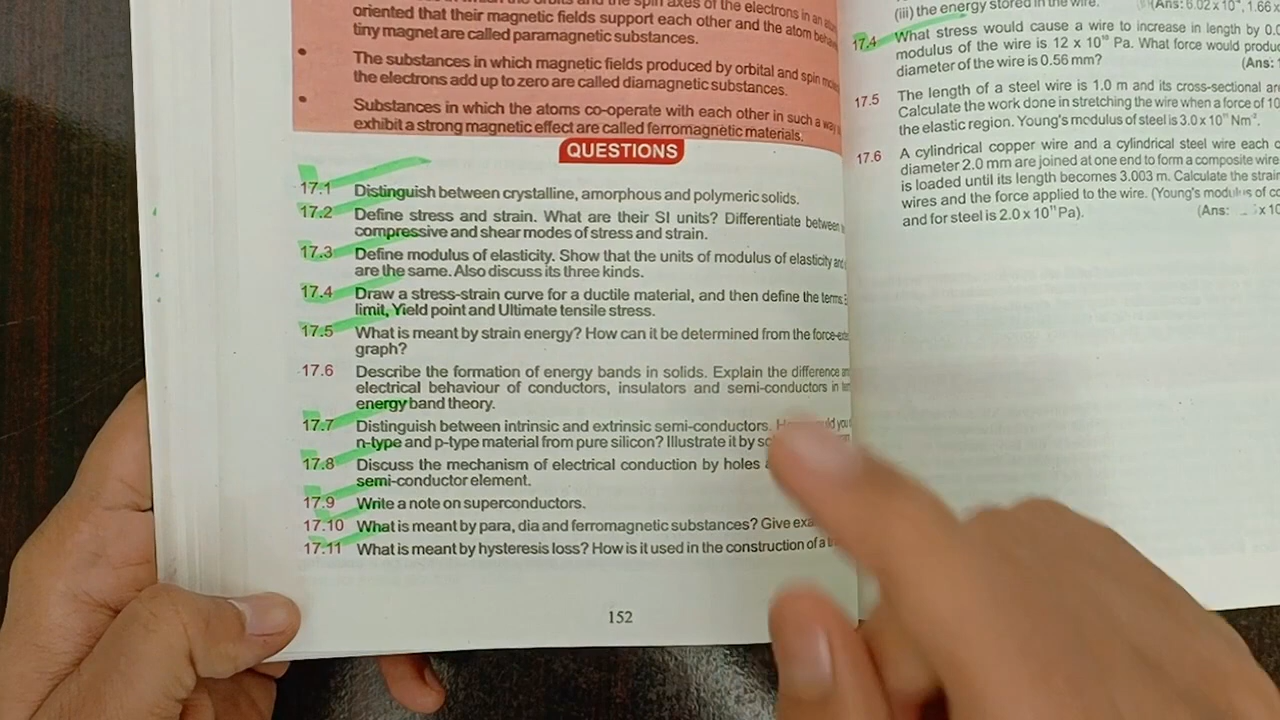 oriented that their magnetic fields support each other and the atom
tiny magnet are called paramagnetic substances.
• The substances in which magnetic fields produced by orbital and spin
the electrons add up to zero are called diamagnetic substances.
• Substances in which the atoms co-operate with each other in such a way
exhibit a strong magnetic effect are called ferromagnetic materials.
QUESTIONS
17.1 Distinguish between crystalline, amorphous and polymeric solids.
17.2 Define stress and strain. What are their SI units? Differentiate between
compressive and shear modes of stress and strain.
17.3 Define modulus of elasticity. Show that the units of modulus of elasticity and
are the same. Also discuss its three kinds.
17.4 Draw a stress-strain curve for a ductile material, and then define the terms:
limit, Yield point and Ultimate tensile stress.
17.5 What is meant by strain energy? How can it be determined from the
graph?
17.6 Describe the formation of energy bands in solids. Explain the difference
electrical behaviour of conductors, insulators and semi-conductors in
energy band theory.
17.7 Distinguish between intrinsic and extrinsic semi-conductors.
n-type and p-type material from pure silicon? Illustrate it by
17.8 Discuss the mechanism of electrical conduction by holes
semi-conductor element.
17.9 Write a note on superconductors.
17.10 What is meant by para, dia and ferromagnetic substances? Give
17.11 What is meant by hysteresis loss? How is it used in the construction of a
152
(iii) the energy stored in the wire.
17.4 What stress would cause a wire to increase in length by
modulus of the wire is 12 x 10¹⁰ Pa. What force would
diameter of the wire is 0.56 mm? (Ans:
17.5 The length of a steel wire is 1.0 m and its cross-sectional
Calculate the work done in stretching the wire when a force of
the elastic region. Young's modulus of steel is 3.0 x 10¹¹ Nm⁻².
17.6 A cylindrical copper wire and a cylindrical steel wire each
diameter 2.0 mm are joined at one end to form a composite wire
is loaded until its length becomes 3.003 m. Calculate the strain
wires and the force applied to the wire. (Young's modulus of
and for steel is 2.0 x 10¹¹ Pa). (Ans: